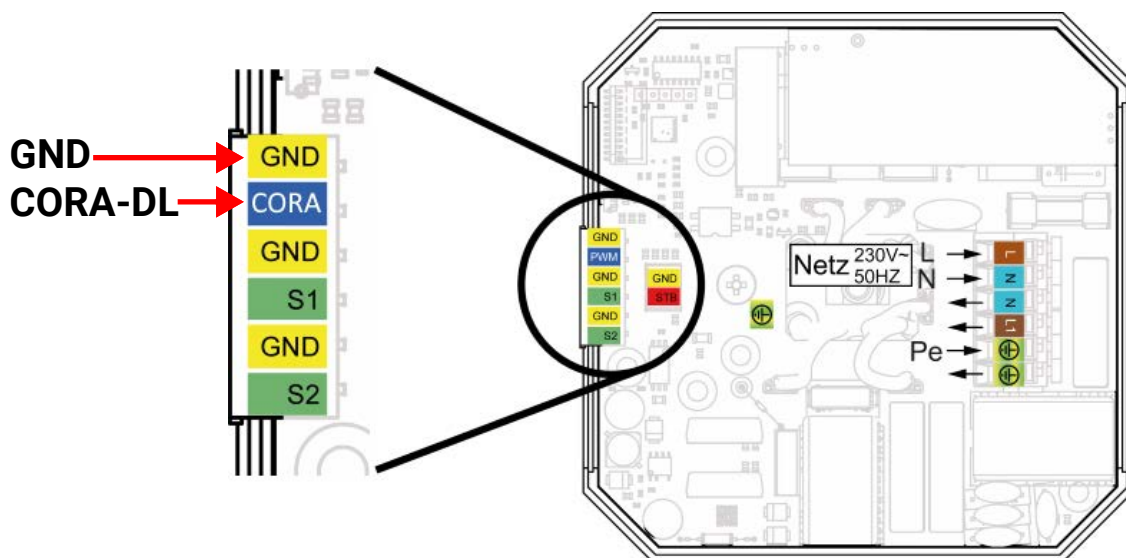 GND
CORA-DL
GND
CORA
GND
S1
GND
S2
GND
PWM
GND
S1
GND
S2
GND
STB
Netz 230V~
50HZ
L
N
Pe
L
N
N
L1